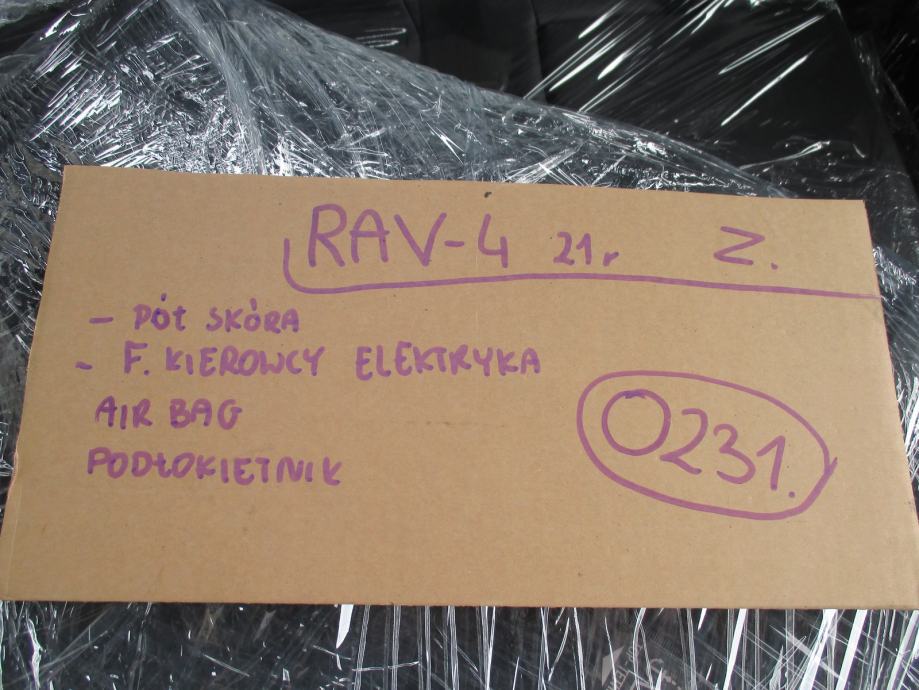 RAV-4 21r Z.
- PÓŁ SKÓRA
- F. KIEROWCY ELEKTRYKA
AIR BAG
PODŁOKIETNIK
0231.